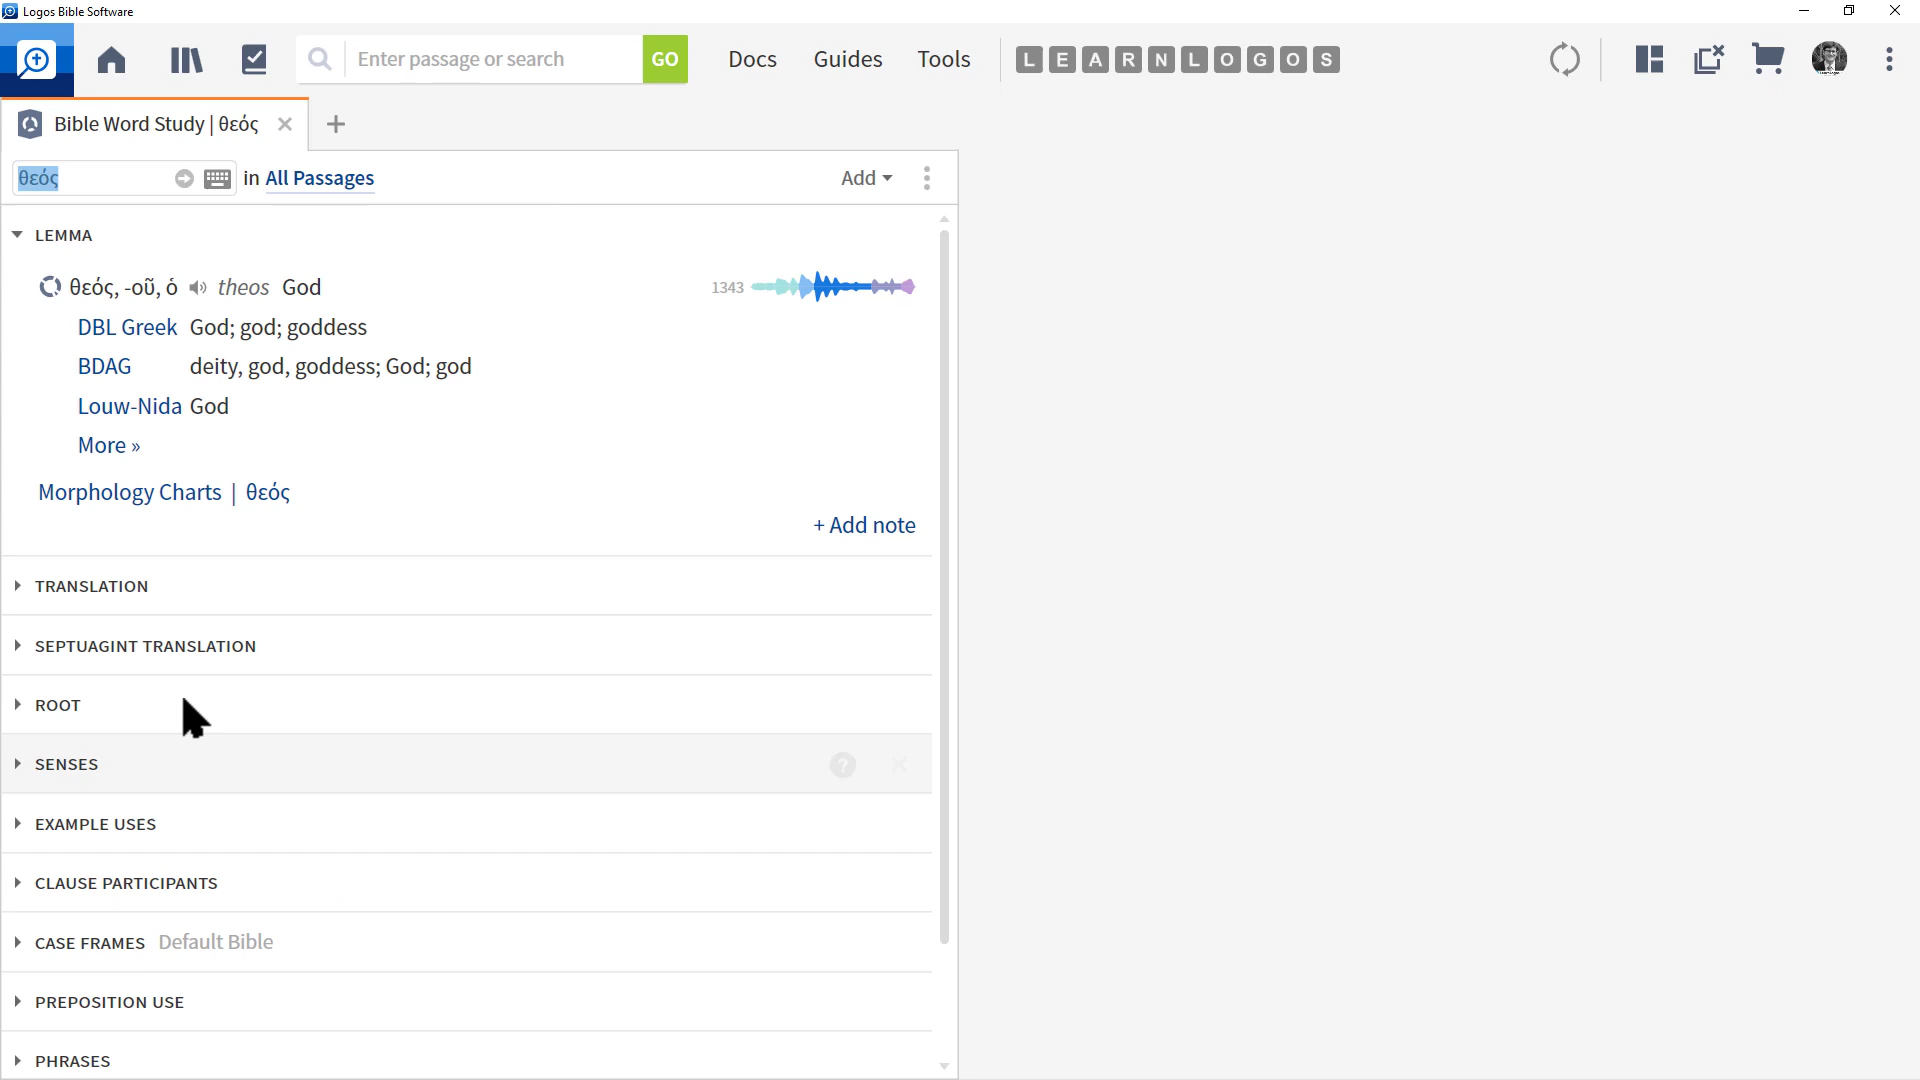 Logos Bible Software
Enter passage or search GO Docs Guides Tools L E A R N L O G O S
Bible Word Study | θεός
θεός in All Passages Add
LEMMA
θεός, -οῦ, ὁ theos God 1343
DBL Greek God; god; goddess
BDAG deity, god, goddess; God; god
Louw-Nida God
More »
Morphology Charts | θεός
+ Add note
TRANSLATION
SEPTUAGINT TRANSLATION
ROOT
SENSES ?
EXAMPLE USES
CLAUSE PARTICIPANTS
CASE FRAMES Default Bible
PREPOSITION USE
PHRASES